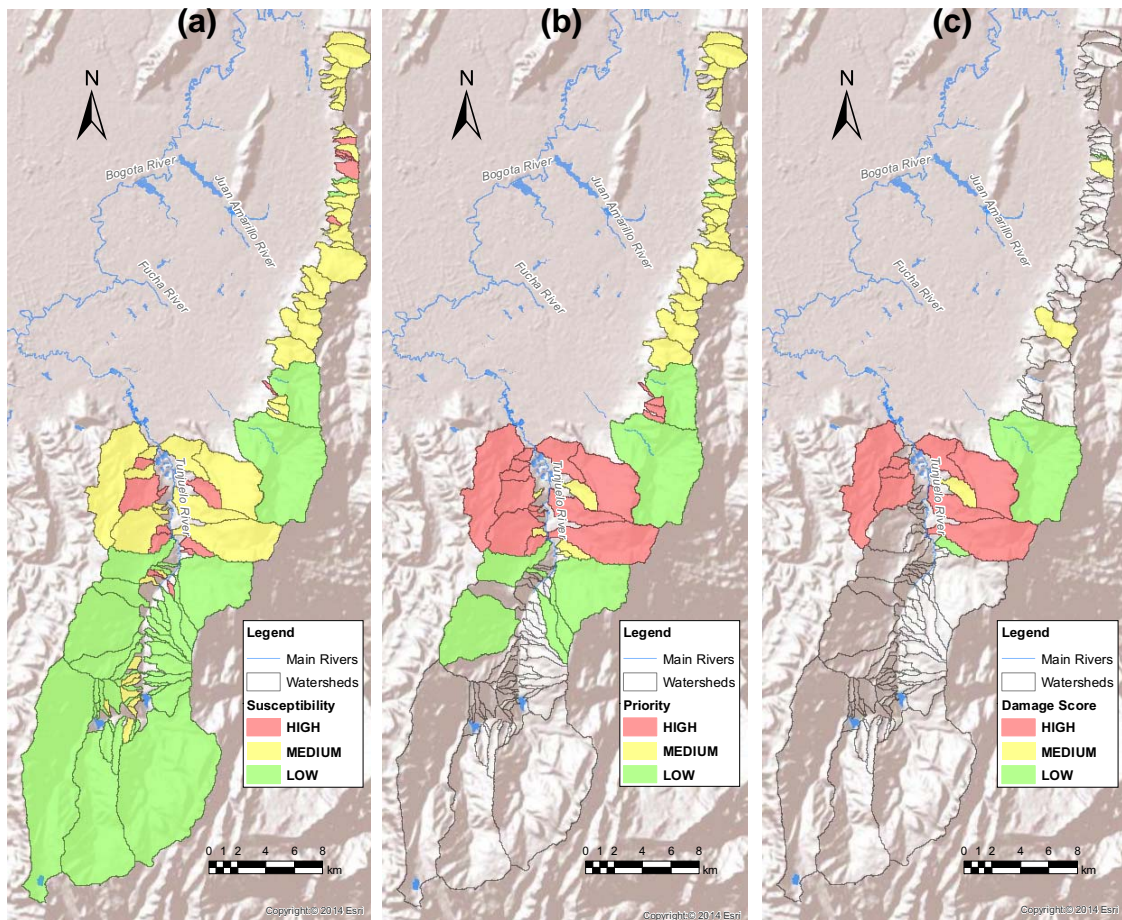 (a)
N
Bogota River
Juan Amarillo River
Fucha River
Tunjuelo River
Legend
Main Rivers
Watersheds
Susceptibility
HIGH
MEDIUM
LOW
0 1 2 4 6 8
km
Copyright:© 2014 Esri
(b)
N
Bogota River
Juan Amarillo River
Fucha River
Tunjuelo River
Legend
Main Rivers
Watersheds
Priority
HIGH
MEDIUM
LOW
0 1 2 4 6 8
km
Copyright:© 2014 Esri
(c)
N
Bogota River
Juan Amarillo River
Fucha River
Tunjuelo River
Legend
Main Rivers
Watersheds
Damage Score
HIGH
MEDIUM
LOW
0 1 2 4 6 8
km
Copyright:© 2014 Esri